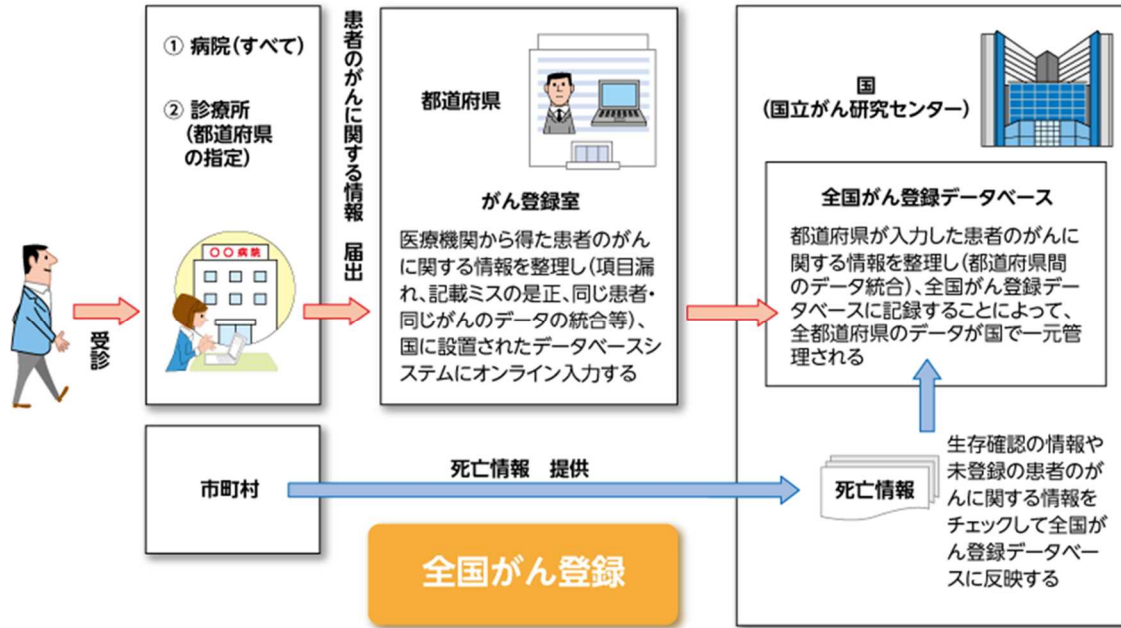 ① 病院(すべて)
② 診療所
(都道府県
の指定)
〇〇病院
受診
患者のがんに関する情報 届出
都道府県
がん登録室
医療機関から得た患者のがん
に関する情報を整理し(項目漏
れ、記載ミスの是正、同じ患者・
同じがんのデータの統合等)、
国に設置されたデータベースシ
ステムにオンライン入力する
国
(国立がん研究センター)
全国がん登録データベース
都道府県が入力した患者のがんに
関する情報を整理し(都道府県間
のデータ統合)、全国がん登録デー
タベースに記録することによって、
全都道府県のデータが国で一元管
理される
市町村
死亡情報 提供
死亡情報
生存確認の情報や
未登録の患者のが
んに関する情報を
チェックして全国が
ん登録データベー
スに反映する
全国がん登録